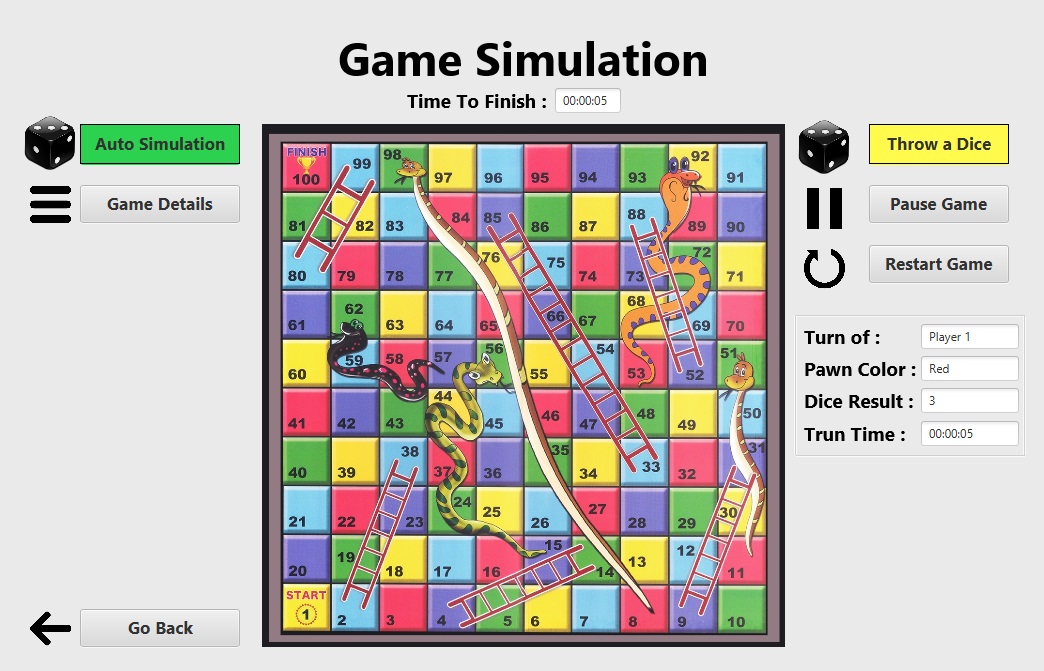 Game Simulation
Time To Finish : 00:00:05
Auto Simulation
Game Details
Go Back
Throw a Dice
Pause Game
Restart Game
Turn of : Player 1
Pawn Color : Red
Dice Result : 3
Trun Time : 00:00:05
FINISH
100 99 98 97 96 95 94 93 92 91
81 82 83 84 85 86 87 88 89 90
80 79 78 77 76 75 74 73 72 71
61 62 63 64 65 66 67 68 69 70
60 59 58 57 56 55 54 53 52 51
41 42 43 44 45 46 47 48 49 50
40 39 38 37 36 35 34 33 32 31
21 22 23 24 25 26 27 28 29 30
20 19 18 17 16 15 14 13 12 11
START
1 2 3 4 5 6 7 8 9 10